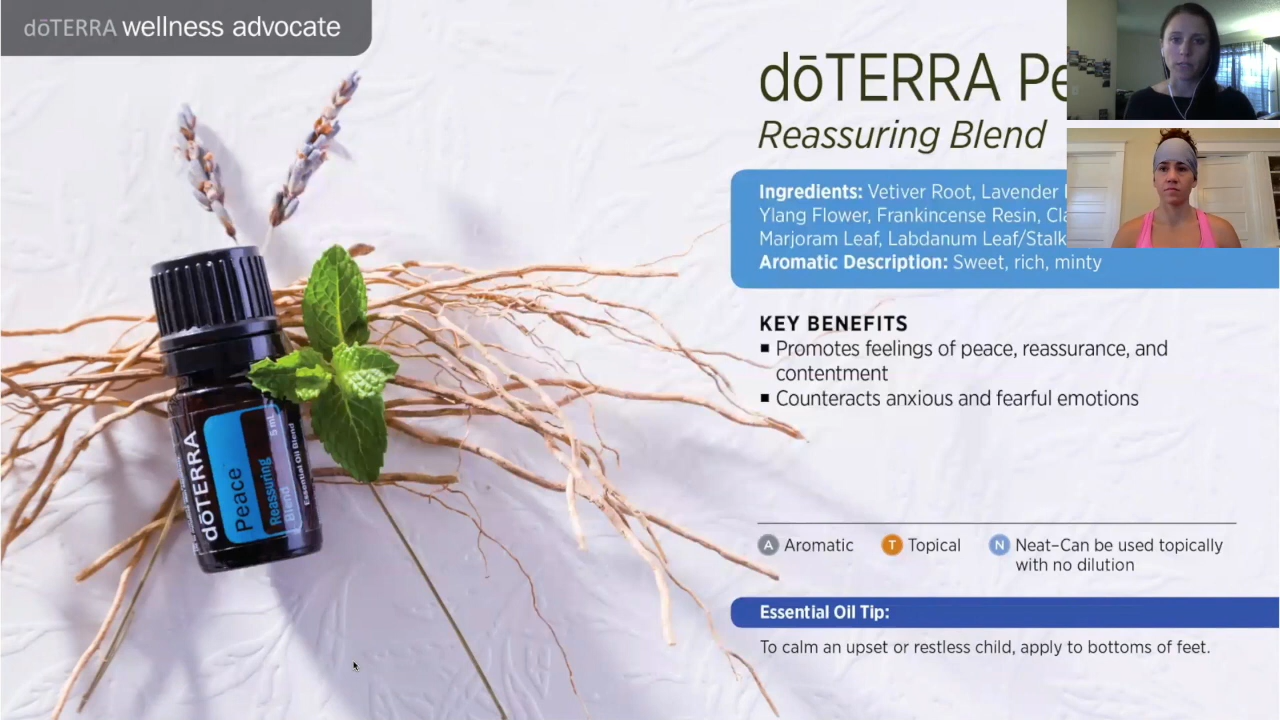 dōTERRA wellness advocate
dōTERRA
Reassuring Blend
Ingredients: Vetiver Root, Lavender
Ylang Flower, Frankincense Resin,
Marjoram Leaf, Labdanum Leaf/Stalk
Aromatic Description: Sweet, rich, minty
KEY BENEFITS
▪ Promotes feelings of peace, reassurance, and
contentment
▪ Counteracts anxious and fearful emotions
A Aromatic T Topical N Neat–Can be used topically
with no dilution
Essential Oil Tip:
To calm an upset or restless child, apply to bottoms of feet.
dōTERRA
Peace
Reassuring
Blend
Essential Oil Blend
5 mL